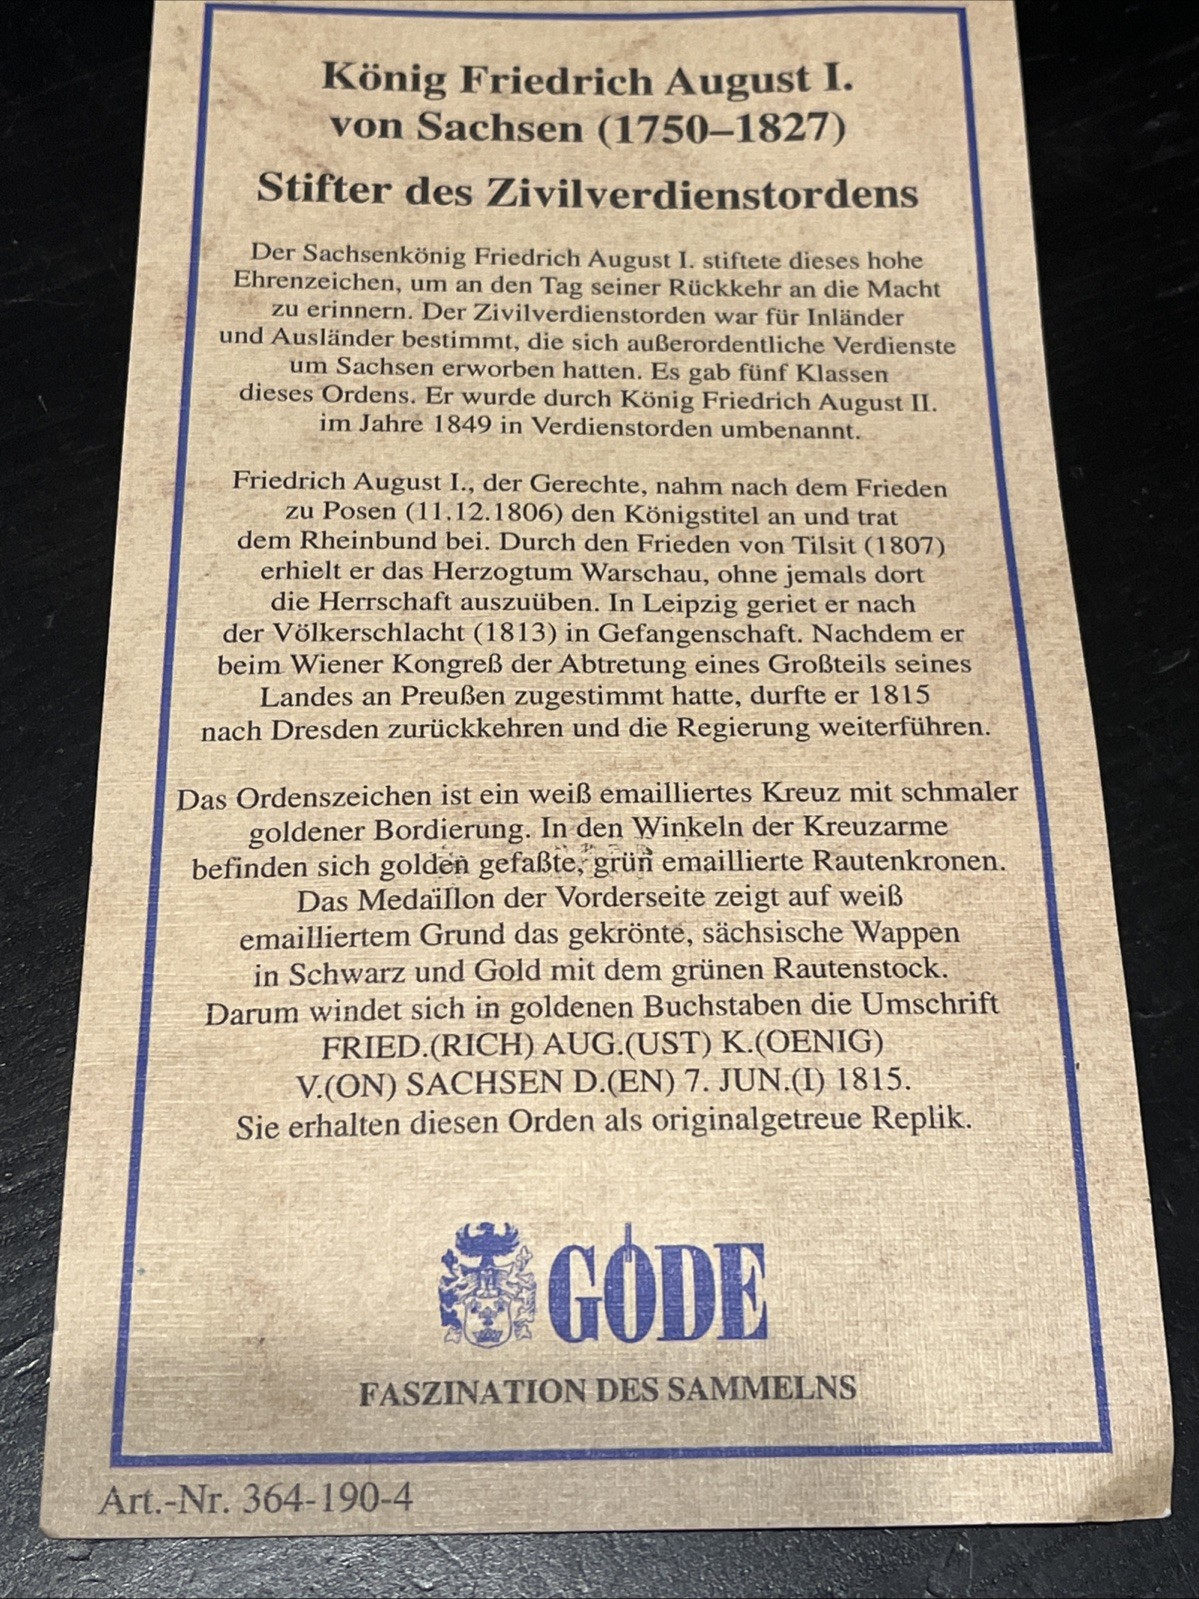 König Friedrich August I.
von Sachsen (1750–1827)
Stifter des Zivilverdienstordens
Der Sachsenkönig Friedrich August I. stiftete dieses hohe
Ehrenzeichen, um an den Tag seiner Rückkehr an die Macht
zu erinnern. Der Zivilverdienstorden war für Inländer
und Ausländer bestimmt, die sich außerordentliche Verdienste
um Sachsen erworben hatten. Es gab fünf Klassen
dieses Ordens. Er wurde durch König Friedrich August II.
im Jahre 1849 in Verdienstorden umbenannt.
Friedrich August I., der Gerechte, nahm nach dem Frieden
zu Posen (11.12.1806) den Königstitel an und trat
dem Rheinbund bei. Durch den Frieden von Tilsit (1807)
erhielt er das Herzogtum Warschau, ohne jemals dort
die Herrschaft auszuüben. In Leipzig geriet er nach
der Völkerschlacht (1813) in Gefangenschaft. Nachdem er
beim Wiener Kongreß der Abtretung eines Großteils seines
Landes an Preußen zugestimmt hatte, durfte er 1815
nach Dresden zurückkehren und die Regierung weiterführen.
Das Ordenszeichen ist ein weiß emailliertes Kreuz mit schmaler
goldener Bordierung. In den Winkeln der Kreuzarme
befinden sich golden gefaßte, grün emaillierte Rautenkronen.
Das Medaillon der Vorderseite zeigt auf weiß
emailliertem Grund das gekrönte, sächsische Wappen
in Schwarz und Gold mit dem grünen Rautenstock.
Darum windet sich in goldenen Buchstaben die Umschrift
FRIED.(RICH) AUG.(UST) K.(OENIG)
V.(ON) SACHSEN D.(EN) 7. JUN.(I) 1815.
Sie erhalten diesen Orden als originalgetreue Replik.
GÖDE
FASZINATION DES SAMMELNS
Art.-Nr. 364-190-4